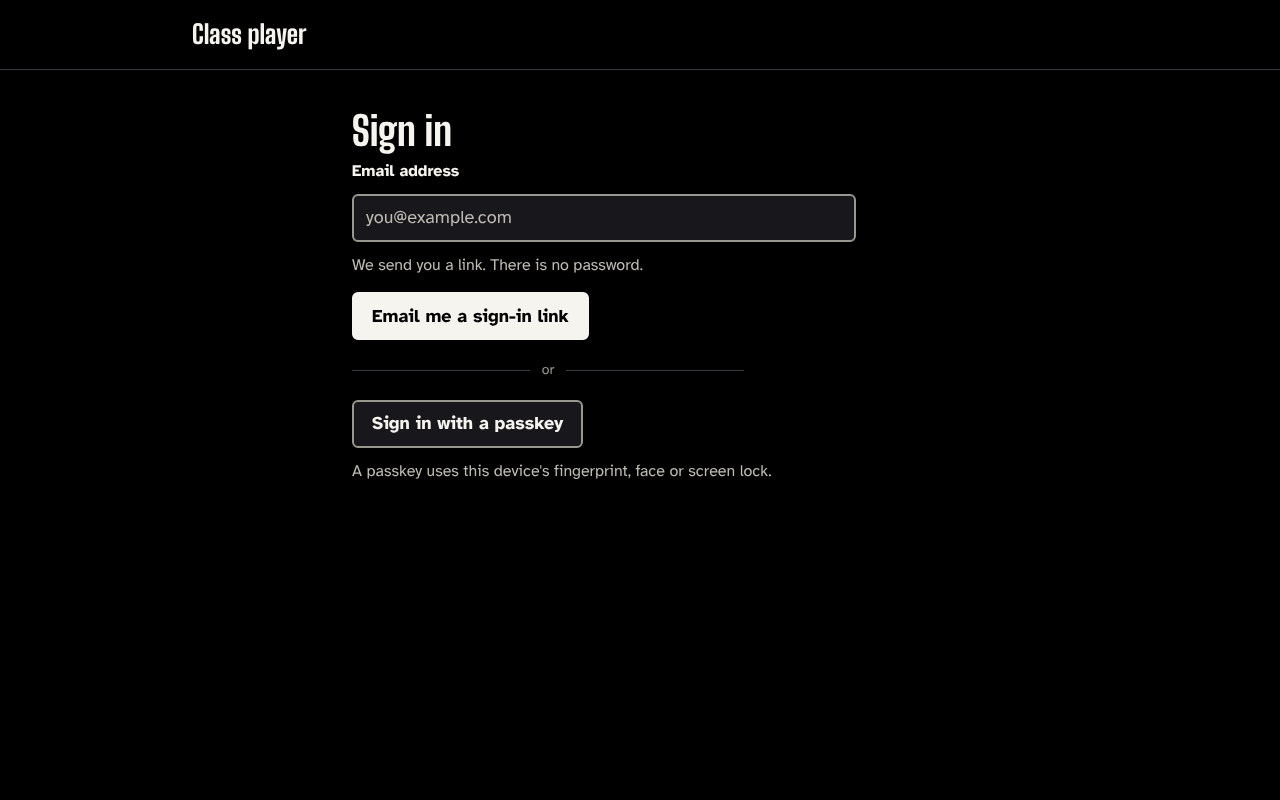 Class player
Sign in
Email address
you@example.com
We send you a link. There is no password.
Email me a sign-in link
or
Sign in with a passkey
A passkey uses this device's fingerprint, face or screen lock.